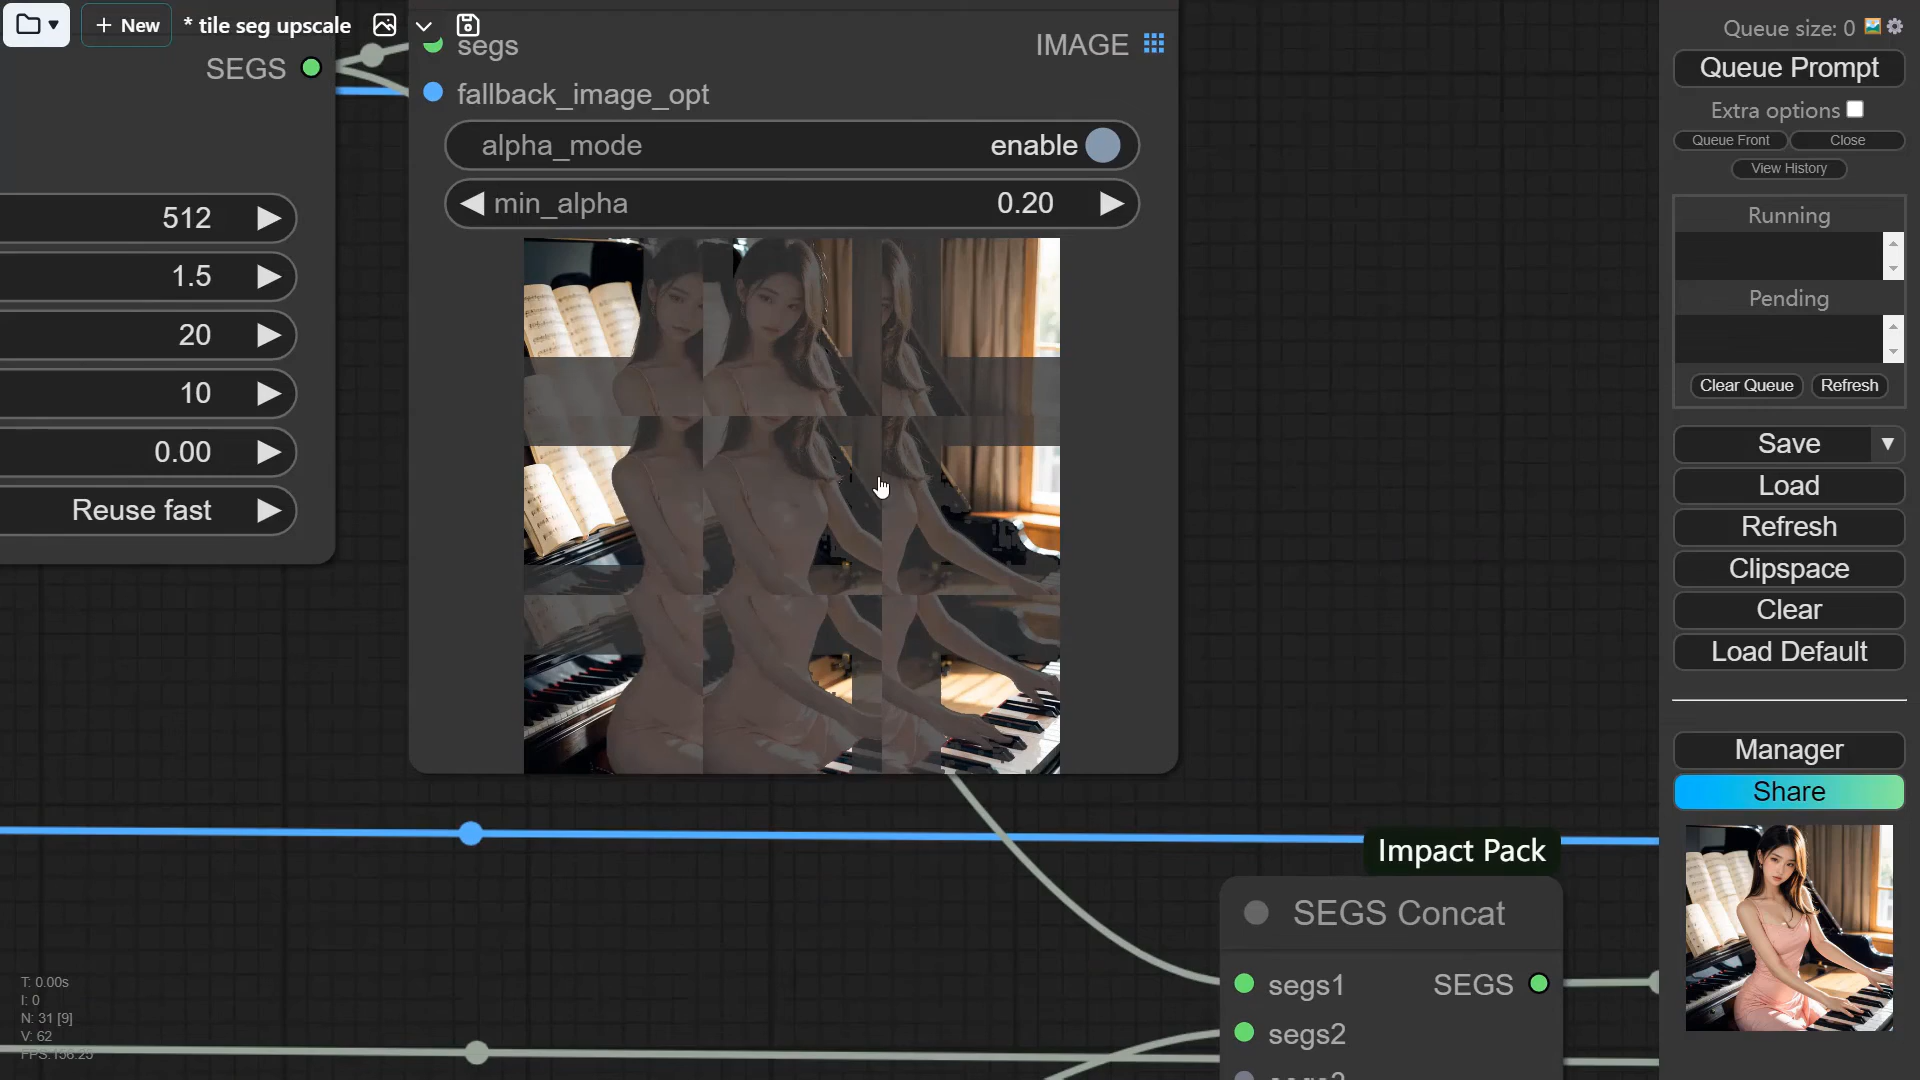 + New
* tile seg upscale
SEGS
segs
IMAGE
fallback_image_opt
alpha_mode
enable
min_alpha
0.20
512
1.5
20
10
0.00
Reuse fast
Impact Pack
SEGS Concat
segs1
SEGS
segs2
T: 0.00s
I: 0
N: 31 [9]
V: 62
FPS:156.25
Queue size: 0
Queue Prompt
Extra options
Queue Front
Close
View History
Running
Pending
Clear Queue
Refresh
Save
Load
Refresh
Clipspace
Clear
Load Default
Manager
Share